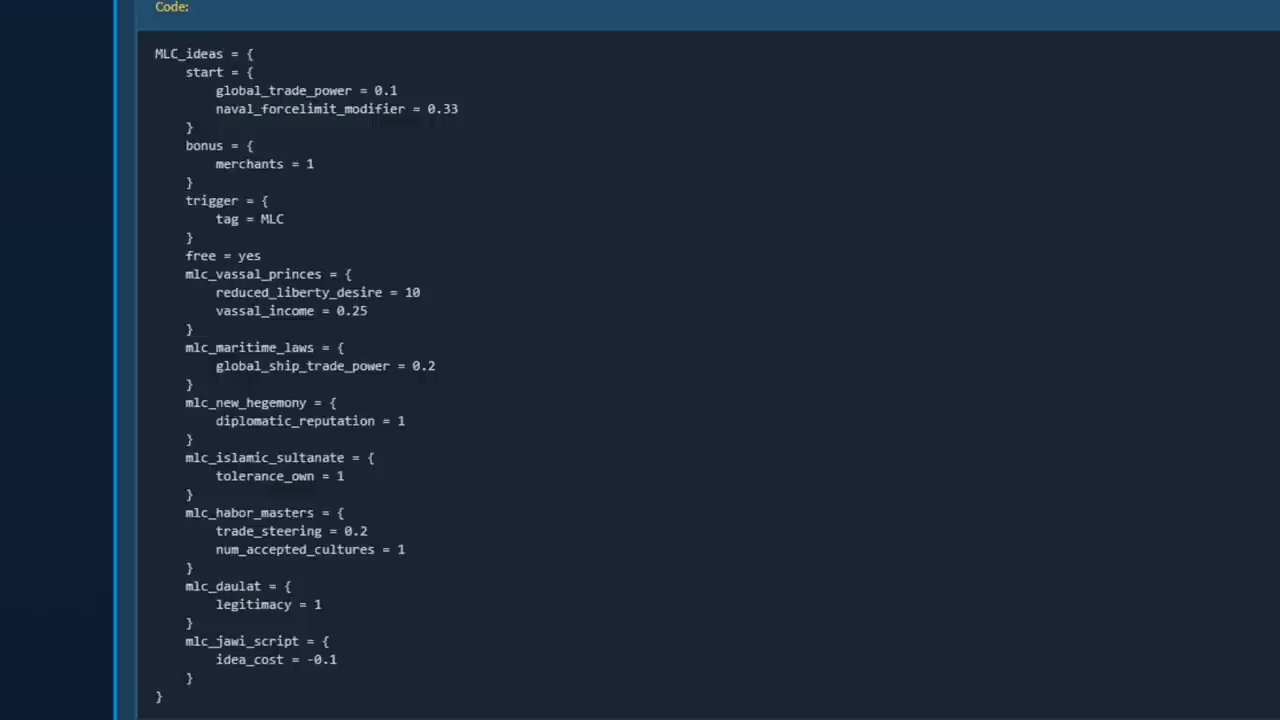 Code:
MLC_ideas = {
start = {
global_trade_power = 0.1
naval_forcelimit_modifier = 0.33
}
bonus = {
merchants = 1
}
trigger = {
tag = MLC
}
free = yes
mlc_vassal_princes = {
reduced_liberty_desire = 10
vassal_income = 0.25
}
mlc_maritime_laws = {
global_ship_trade_power = 0.2
}
mlc_new_hegemony = {
diplomatic_reputation = 1
}
mlc_islamic_sultanate = {
tolerance_own = 1
}
mlc_habor_masters = {
trade_steering = 0.2
num_accepted_cultures = 1
}
mlc_daulat = {
legitimacy = 1
}
mlc_jawi_script = {
idea_cost = -0.1
}
}